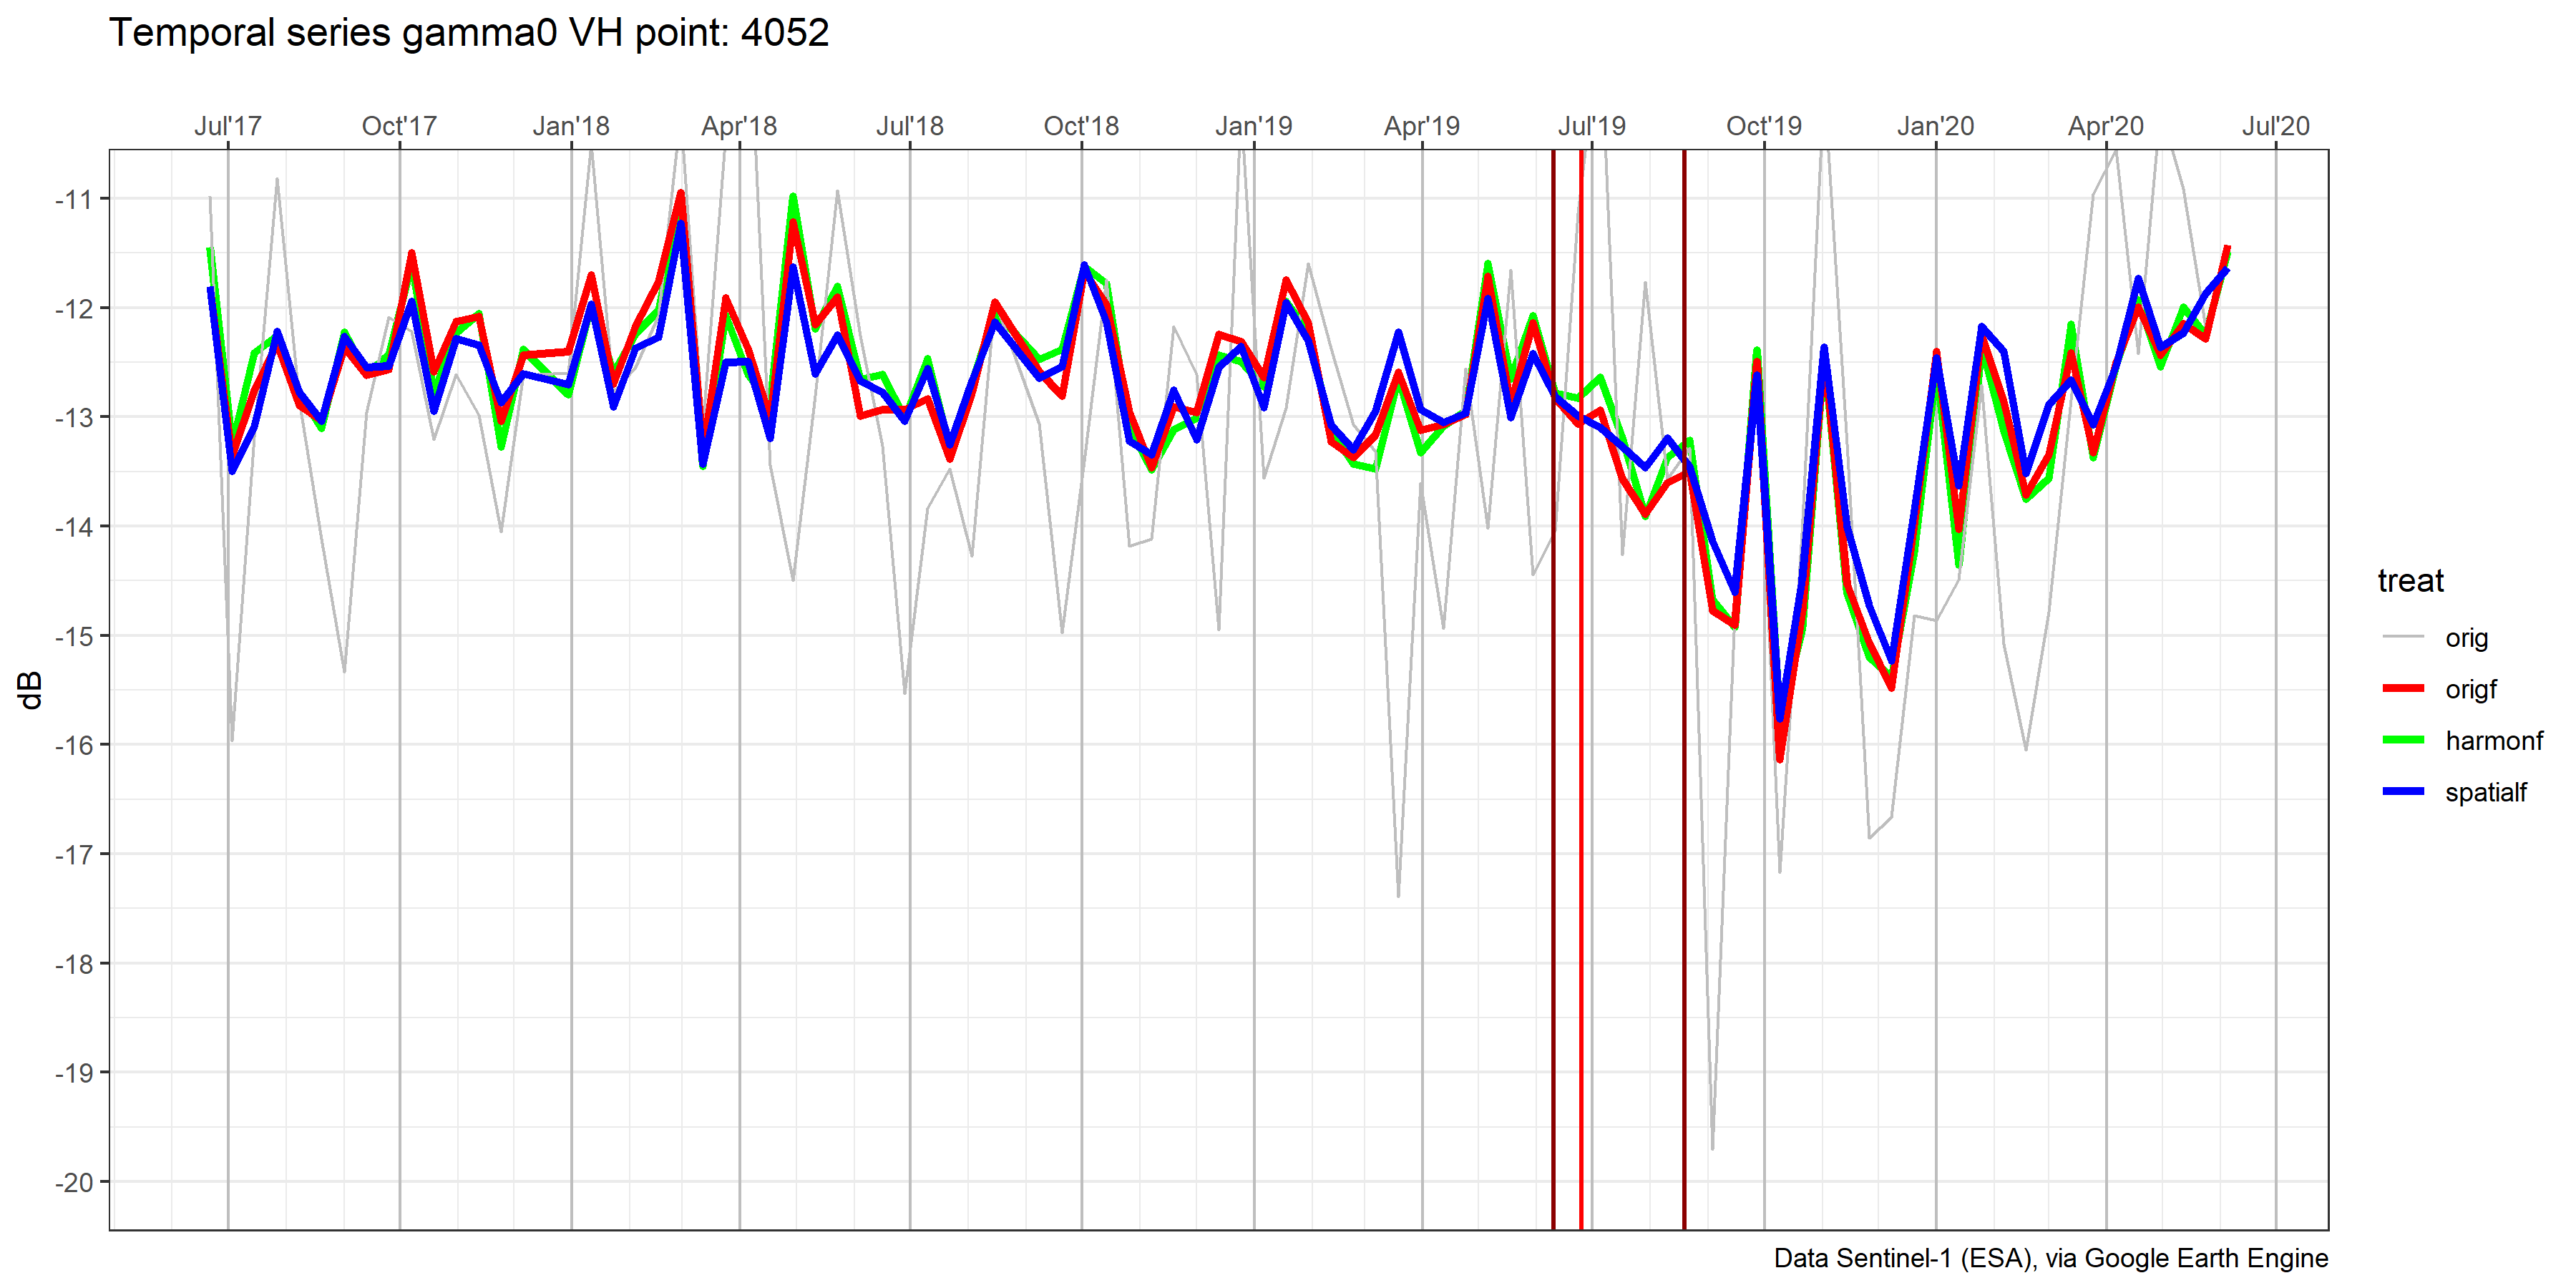 Temporal series gamma0 VH point: 4052
Jul'17 Oct'17 Jan'18 Apr'18 Jul'18 Oct'18 Jan'19 Apr'19 Jul'19 Oct'19 Jan'20 Apr'20 Jul'20
-11
-12
-13
-14
-15
-16
-17
-18
-19
-20
dB
treat
orig
origf
harmonf
spatialf
Data Sentinel-1 (ESA), via Google Earth Engine